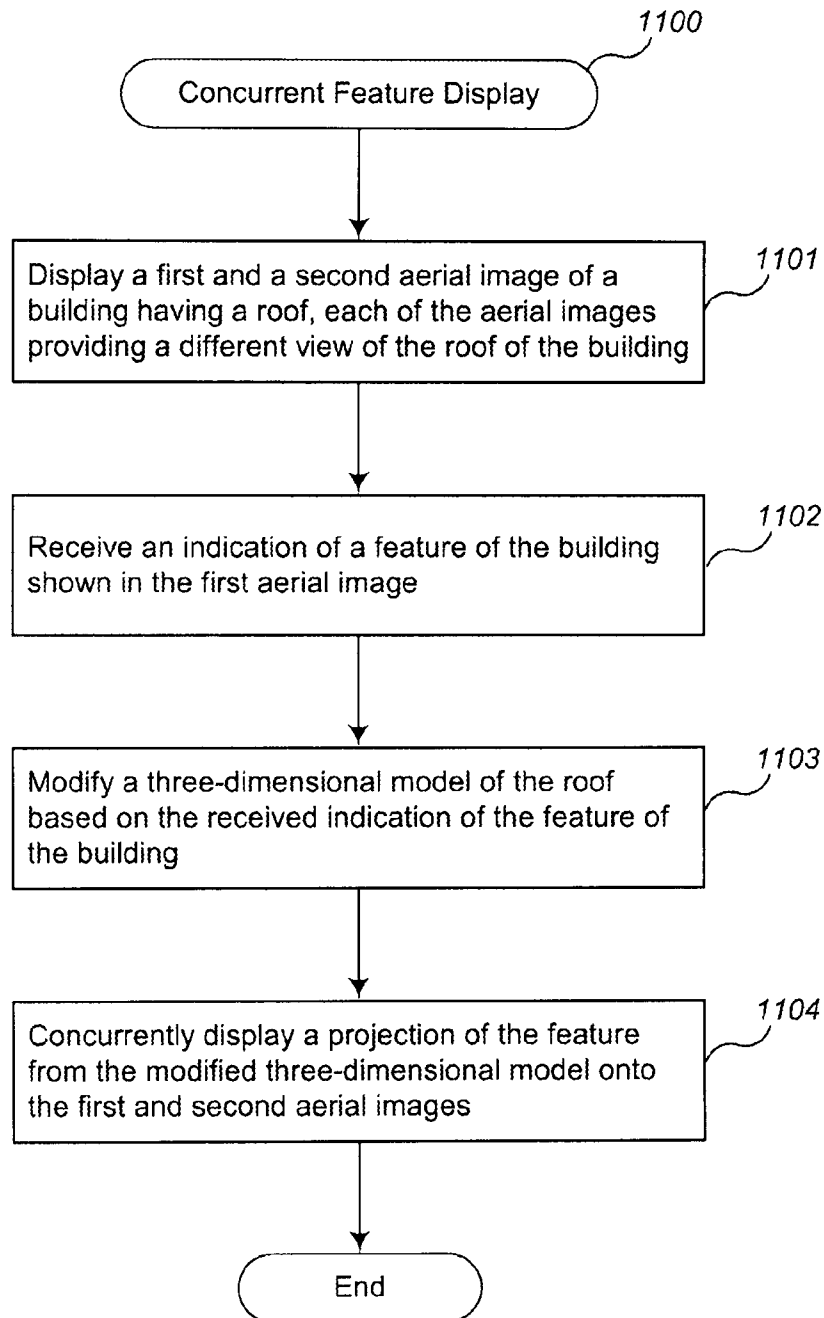 1100
Concurrent Feature Display
1101
Display a first and a second aerial image of a
building having a roof, each of the aerial images
providing a different view of the roof of the building
1102
Receive an indication of a feature of the building
shown in the first aerial image
1103
Modify a three-dimensional model of the roof
based on the received indication of the feature of
the building
1104
Concurrently display a projection of the feature
from the modified three-dimensional model onto
the first and second aerial images
End